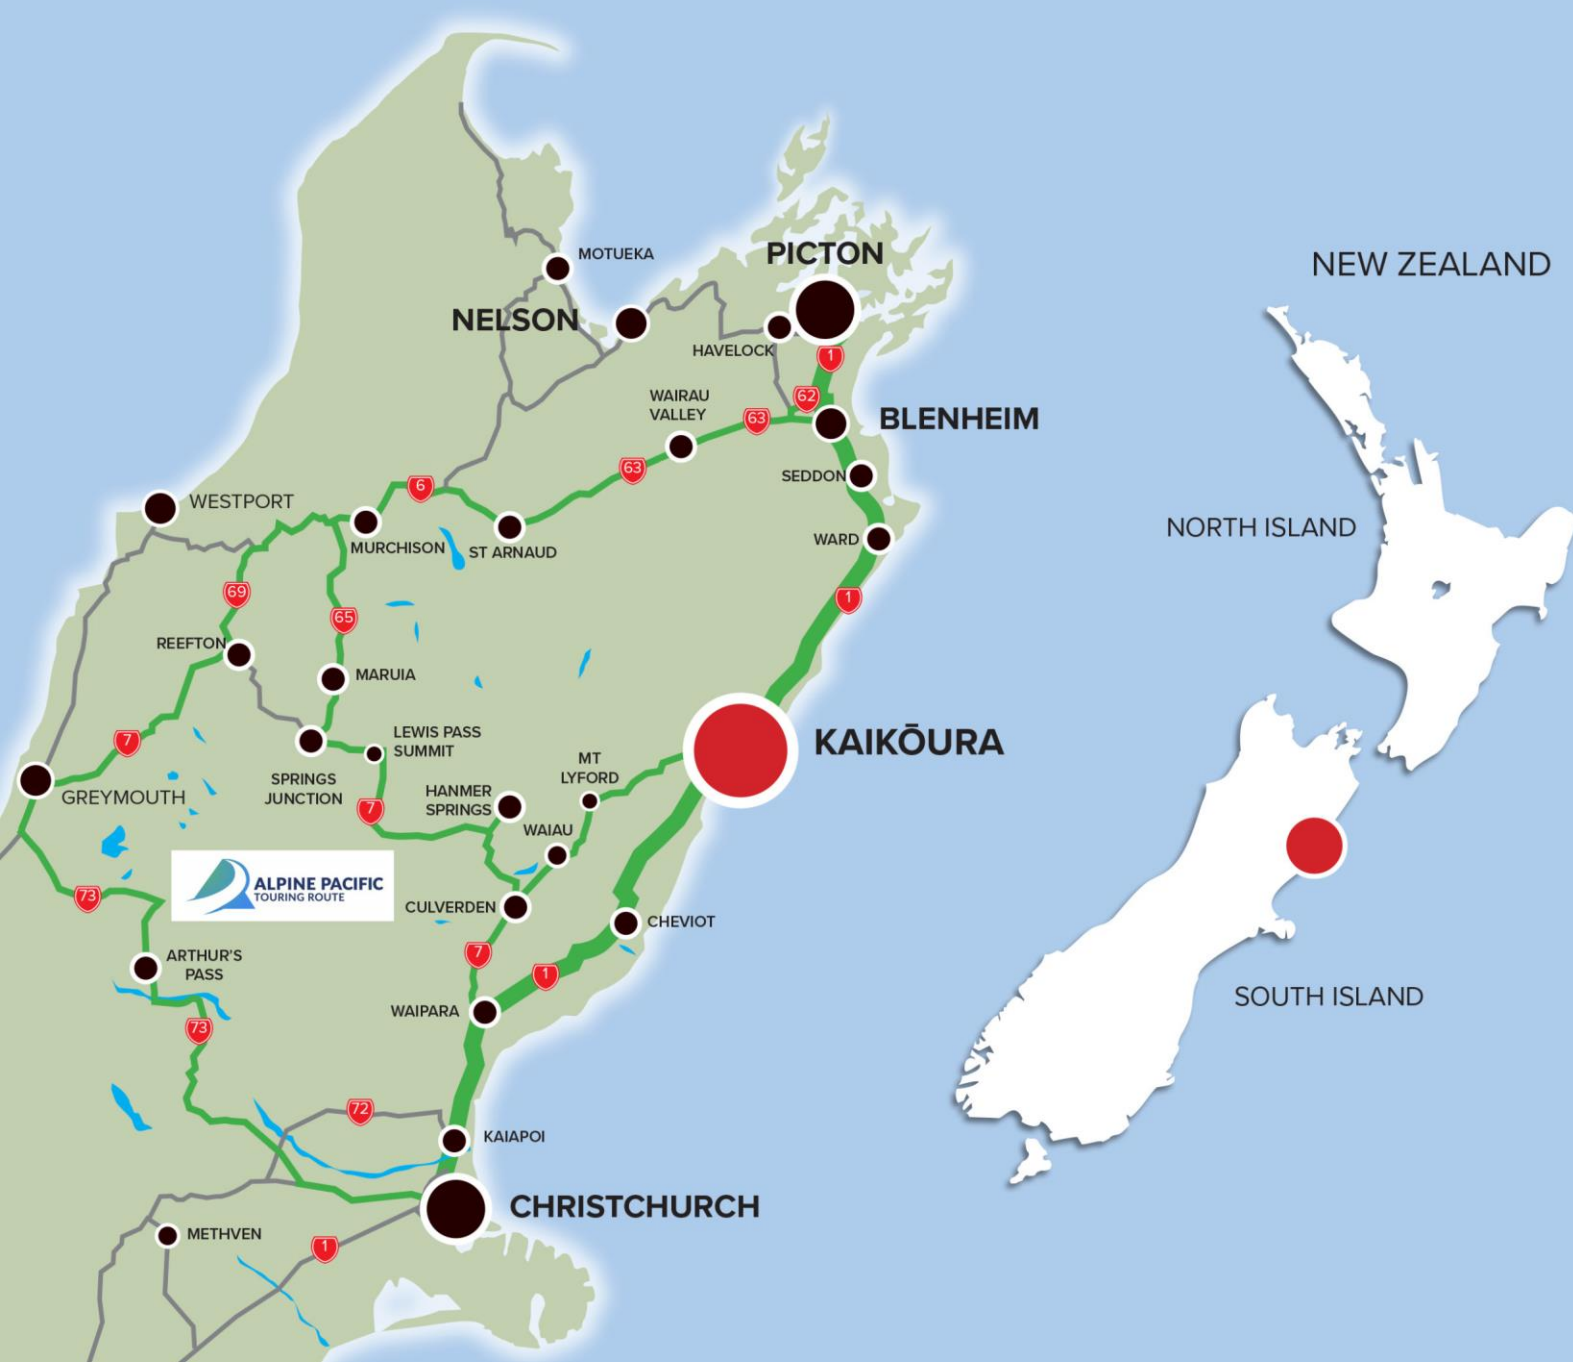 MOTUEKA
PICTON
NEW ZEALAND
NELSON
HAVELOCK
1
WAIRAU
VALLEY
62
63
BLENHEIM
63
SEDDON
6
WESTPORT
NORTH ISLAND
MURCHISON
ST ARNAUD
WARD
69
1
65
REEFTON
MARUIA
7
LEWIS PASS
SUMMIT
KAIKŌURA
MT
LYFORD
SPRINGS
JUNCTION
GREYMOUTH
HANMER
SPRINGS
7
WAIAU
ALPINE PACIFIC
TOURING ROUTE
73
CULVERDEN
CHEVIOT
7
ARTHUR'S
PASS
1
SOUTH ISLAND
WAIPARA
73
72
KAIAPOI
CHRISTCHURCH
METHVEN
1